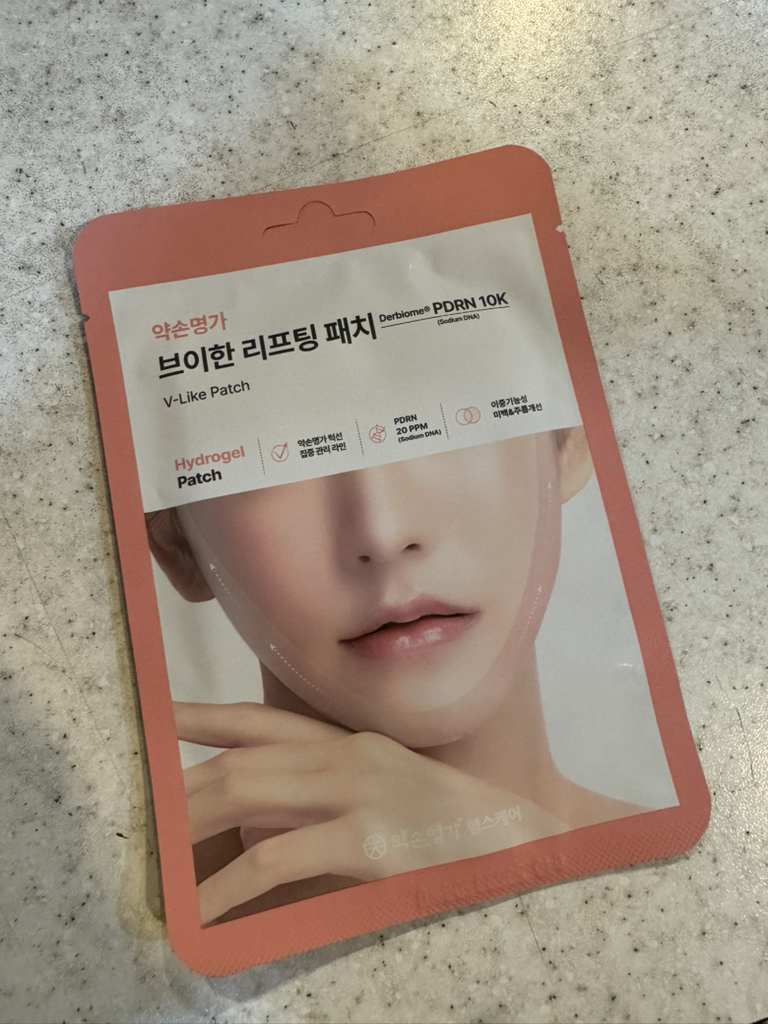 약손명가
브이한 리프팅 패치 Derbiome® PDRN 10K
(Sodium DNA)
V-Like Patch
Hydrogel
Patch
약손명가 턱선
집중 관리 라인
PDRN
20 PPM
(Sodium DNA)
이중기능성
미백&주름개선
약손명가 헬스케어